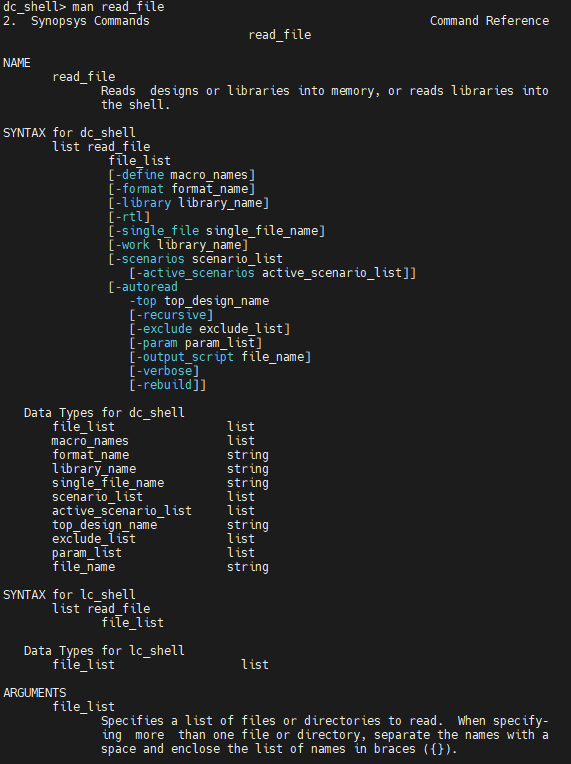 dc_shell> man read_file
2.  Synopsys Commands                                        Command Reference
                                   read_file

NAME
       read_file
              Reads  designs or libraries into memory, or reads libraries into
              the shell.

SYNTAX for dc_shell
       list read_file
               file_list
               [-define macro_names]
               [-format format_name]
               [-library library_name]
               [-rtl]
               [-single_file single_file_name]
               [-work library_name]
               [-scenarios scenario_list
                  [-active_scenarios active_scenario_list]]
               [-autoread
                  -top top_design_name
                  [-recursive]
                  [-exclude exclude_list]
                  [-param param_list]
                  [-output_script file_name]
                  [-verbose]
                  [-rebuild]]

   Data Types for dc_shell
       file_list                list
       macro_names              list
       format_name              string
       library_name             string
       single_file_name         string
       scenario_list            list
       active_scenario_list     list
       top_design_name          string
       exclude_list             list
       param_list               list
       file_name                string

SYNTAX for lc_shell
       list read_file
              file_list

   Data Types for lc_shell
       file_list                  list

ARGUMENTS
       file_list
              Specifies a list of files or directories to read.  When specify-
              ing  more  than one file or directory, separate the names with a
              space and enclose the list of names in braces ({}).